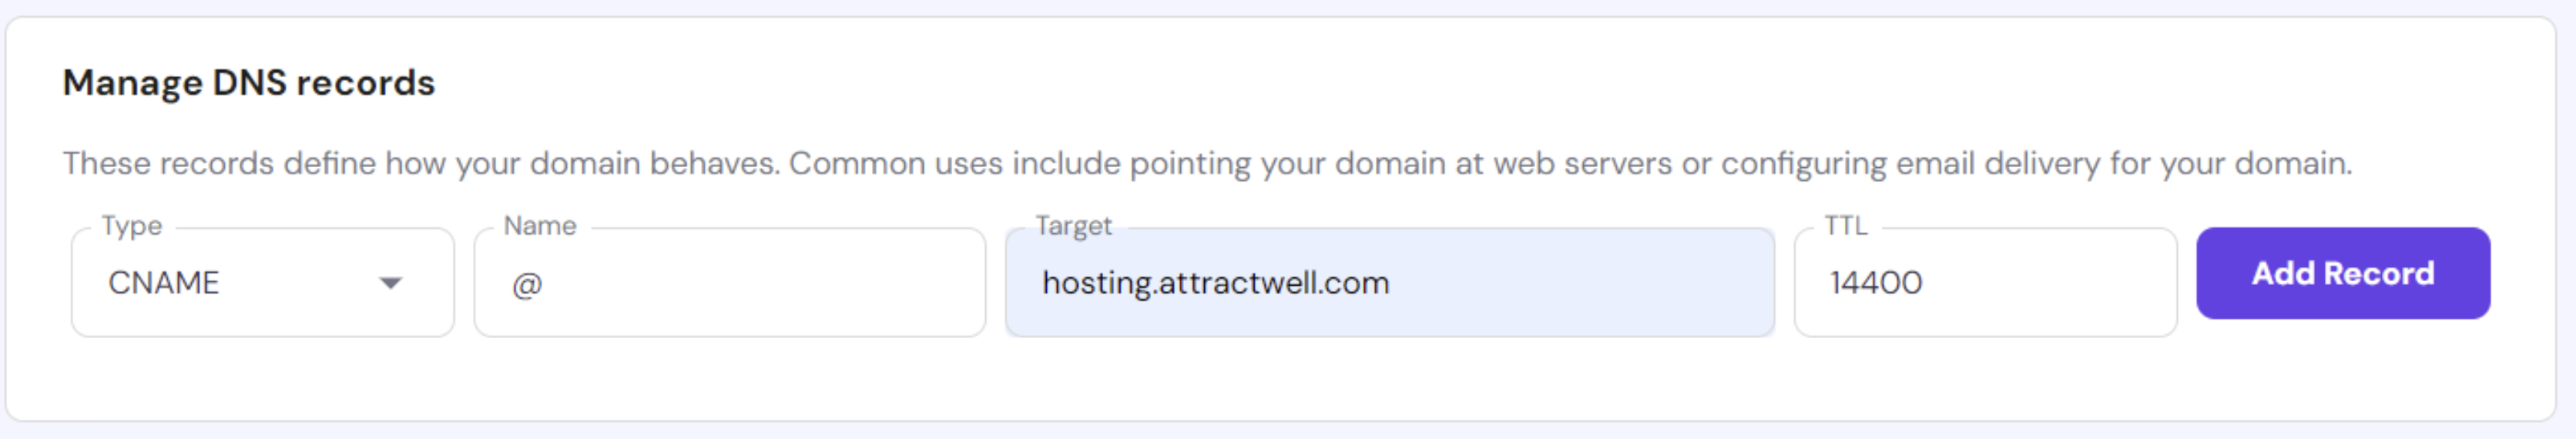 Manage DNS records
These records define how your domain behaves. Common uses include pointing your domain at web servers or configuring email delivery for your domain.
Type Name Target TTL
CNAME @ hosting.attractwell.com 14400 Add Record